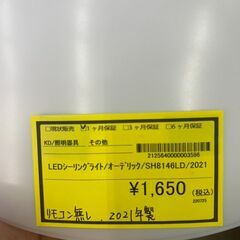 □現状販売 ☑1ヶ月保証 □3ヶ月保証 □6ヶ月保証
KD/照明器具 その他
2125640000003586
LEDシーリングライト/オーデリック/SH8146LD/2021
¥1,650(税込)
220725
リモコン無し 2021年製